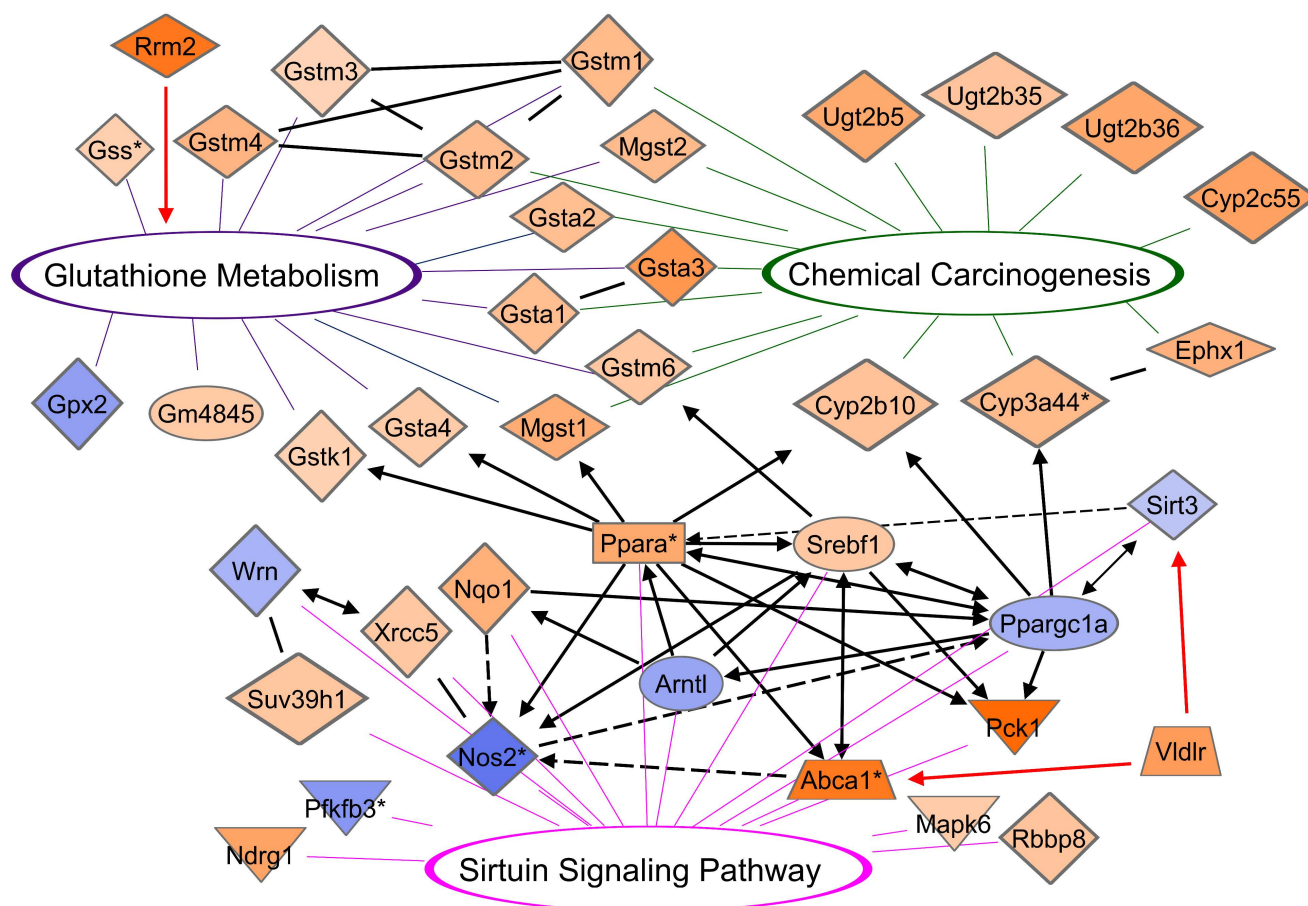 Rrm2
Gstm3
Gstm1
Ugt2b5
Ugt2b35
Ugt2b36
Gss*
Gstm4
Gstm2
Mgst2
Cyp2c55
Gsta2
Glutathione Metabolism
Gsta3
Chemical Carcinogenesis
Gsta1
Gstm6
Ephx1
Gpx2
Gm4845
Gstk1
Gsta4
Mgst1
Cyp2b10
Cyp3a44*
Sirt3
Ppara*
Srebf1
Wrn
Nqo1
Xrcc5
Ppargc1a
Suv39h1
Arntl
Nos2*
Pck1
Vldlr
Abca1*
Pfkfb3*
Mapk6
Rbbp8
Ndrg1
Sirtuin Signaling Pathway